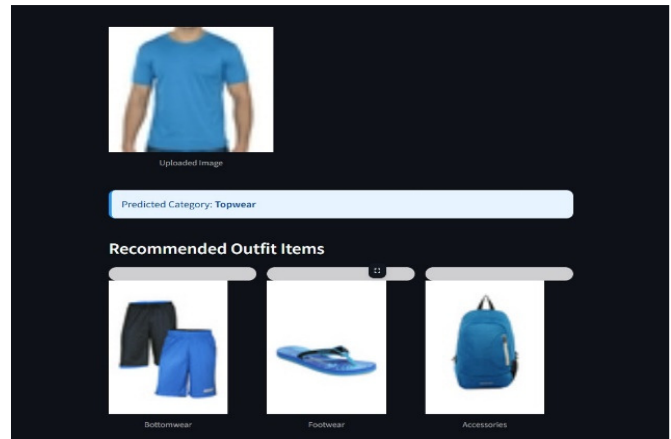 Uploaded Image
Predicted Category: Topwear
Recommended Outfit Items
Bottomwear
Footwear
Accessories